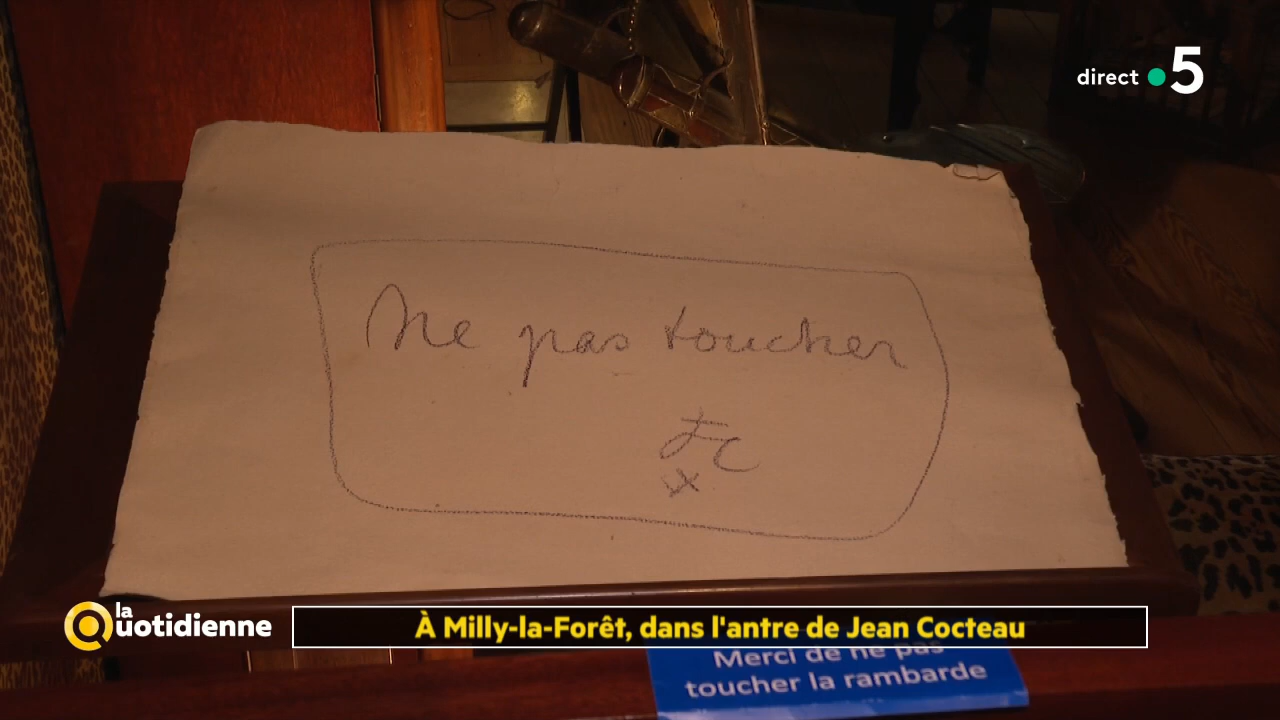 direct 5
Ne pas toucher
Jc
la
Quotidienne
À Milly-la-Forêt, dans l'antre de Jean Cocteau
Merci de ne pas
toucher la rambarde